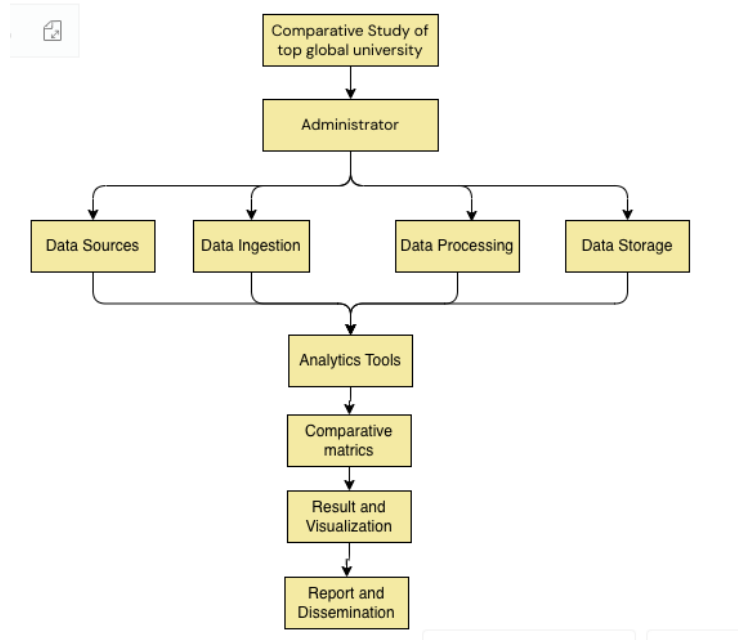 Comparative Study of
top global university
Administrator
Data Sources
Data Ingestion
Data Processing
Data Storage
Analytics Tools
Comparative
matrics
Result and
Visualization
Report and
Dissemination